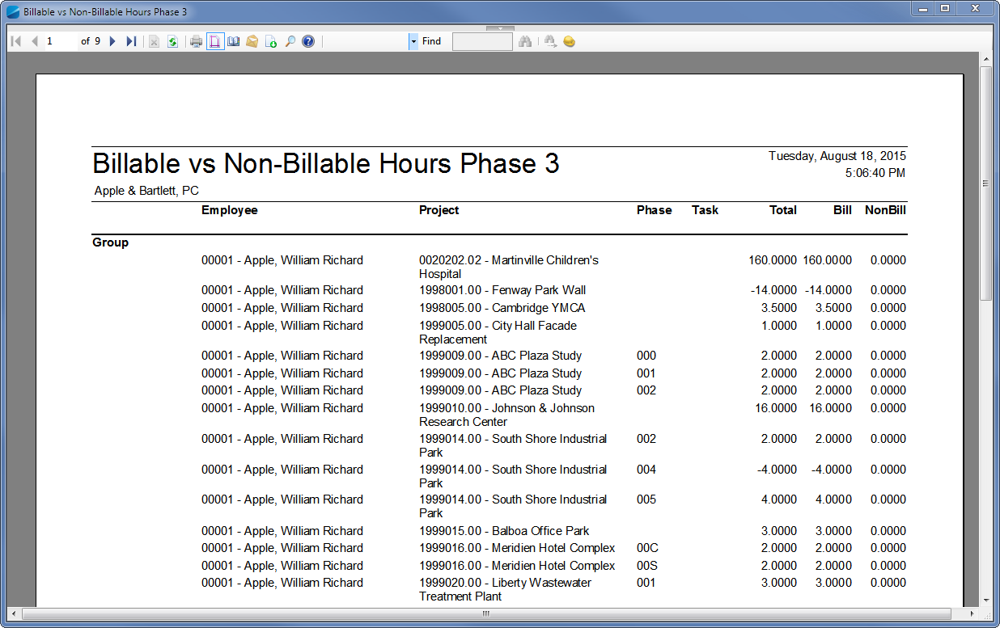 Billable vs Non-Billable Hours Phase 3
1 of 9 Find
Billable vs Non-Billable Hours Phase 3 Tuesday, August 18, 2015
5:06:40 PM
Apple & Bartlett, PC
Employee Project Phase Task Total Bill NonBill
Group
00001 - Apple, William Richard 0020202.02 - Martinville Children's 160.0000 160.0000 0.0000
Hospital
00001 - Apple, William Richard 1998001.00 - Fenway Park Wall -14.0000 -14.0000 0.0000
00001 - Apple, William Richard 1998005.00 - Cambridge YMCA 3.5000 3.5000 0.0000
00001 - Apple, William Richard 1999005.00 - City Hall Facade 1.0000 1.0000 0.0000
Replacement
00001 - Apple, William Richard 1999009.00 - ABC Plaza Study 000 2.0000 2.0000 0.0000
00001 - Apple, William Richard 1999009.00 - ABC Plaza Study 001 2.0000 2.0000 0.0000
00001 - Apple, William Richard 1999009.00 - ABC Plaza Study 002 2.0000 2.0000 0.0000
00001 - Apple, William Richard 1999010.00 - Johnson & Johnson 16.0000 16.0000 0.0000
Research Center
00001 - Apple, William Richard 1999014.00 - South Shore Industrial 002 2.0000 2.0000 0.0000
Park
00001 - Apple, William Richard 1999014.00 - South Shore Industrial 004 -4.0000 -4.0000 0.0000
Park
00001 - Apple, William Richard 1999014.00 - South Shore Industrial 005 4.0000 4.0000 0.0000
Park
00001 - Apple, William Richard 1999015.00 - Balboa Office Park 3.0000 3.0000 0.0000
00001 - Apple, William Richard 1999016.00 - Meridien Hotel Complex 00C 2.0000 2.0000 0.0000
00001 - Apple, William Richard 1999016.00 - Meridien Hotel Complex 00S 2.0000 2.0000 0.0000
00001 - Apple, William Richard 1999020.00 - Liberty Wastewater 001 3.0000 3.0000 0.0000
Treatment Plant